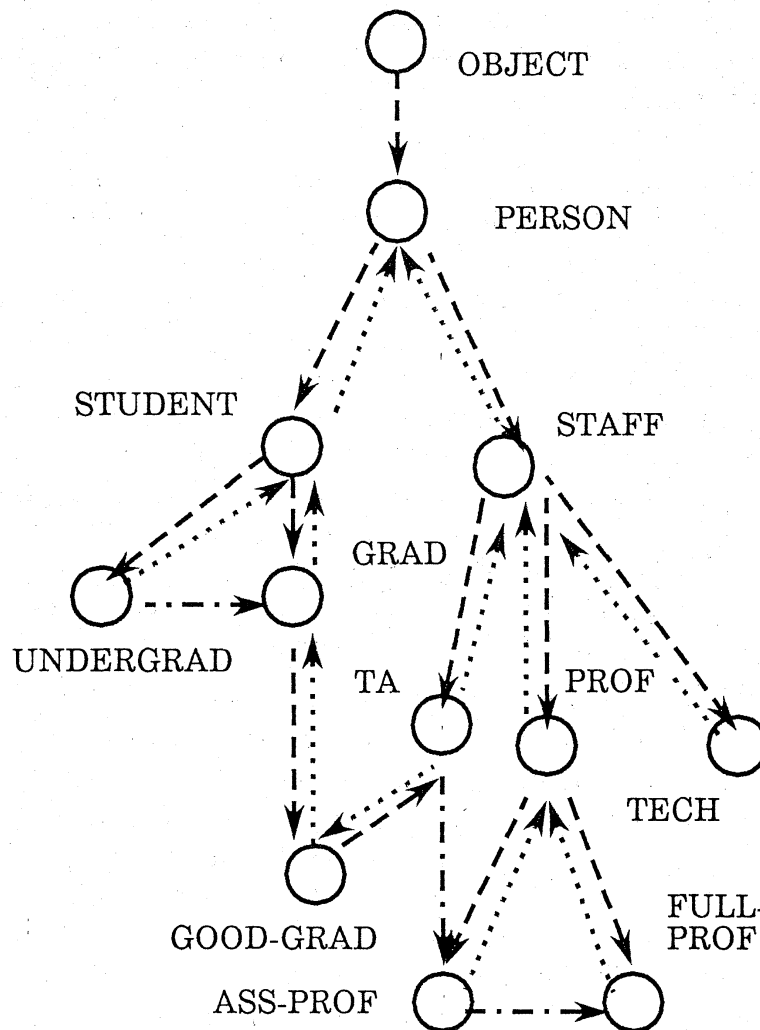 OBJECT
PERSON
STUDENT
STAFF
GRAD
UNDERGRAD
TA
PROF
TECH
GOOD-GRAD
FULL-
PROF
ASS-PROF